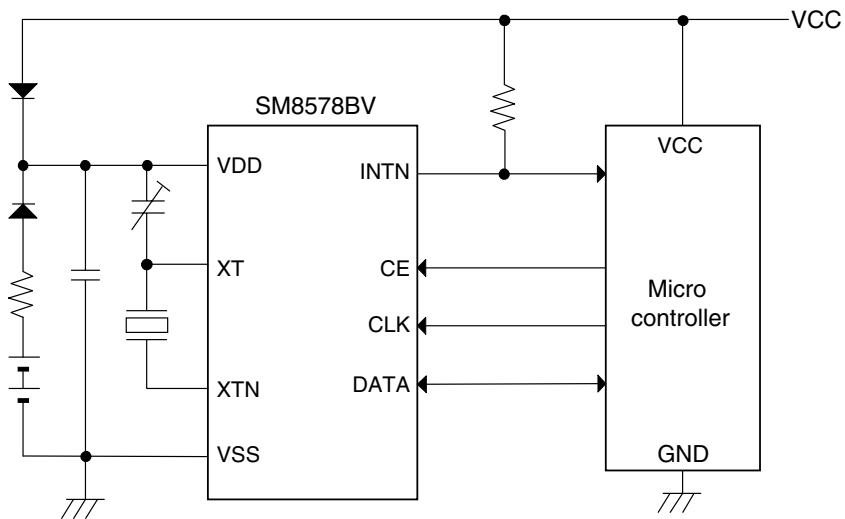 VCC
SM8578BV
VDD
XT
XTN
VSS
INTN
CE
CLK
DATA
VCC
Micro
controller
GND